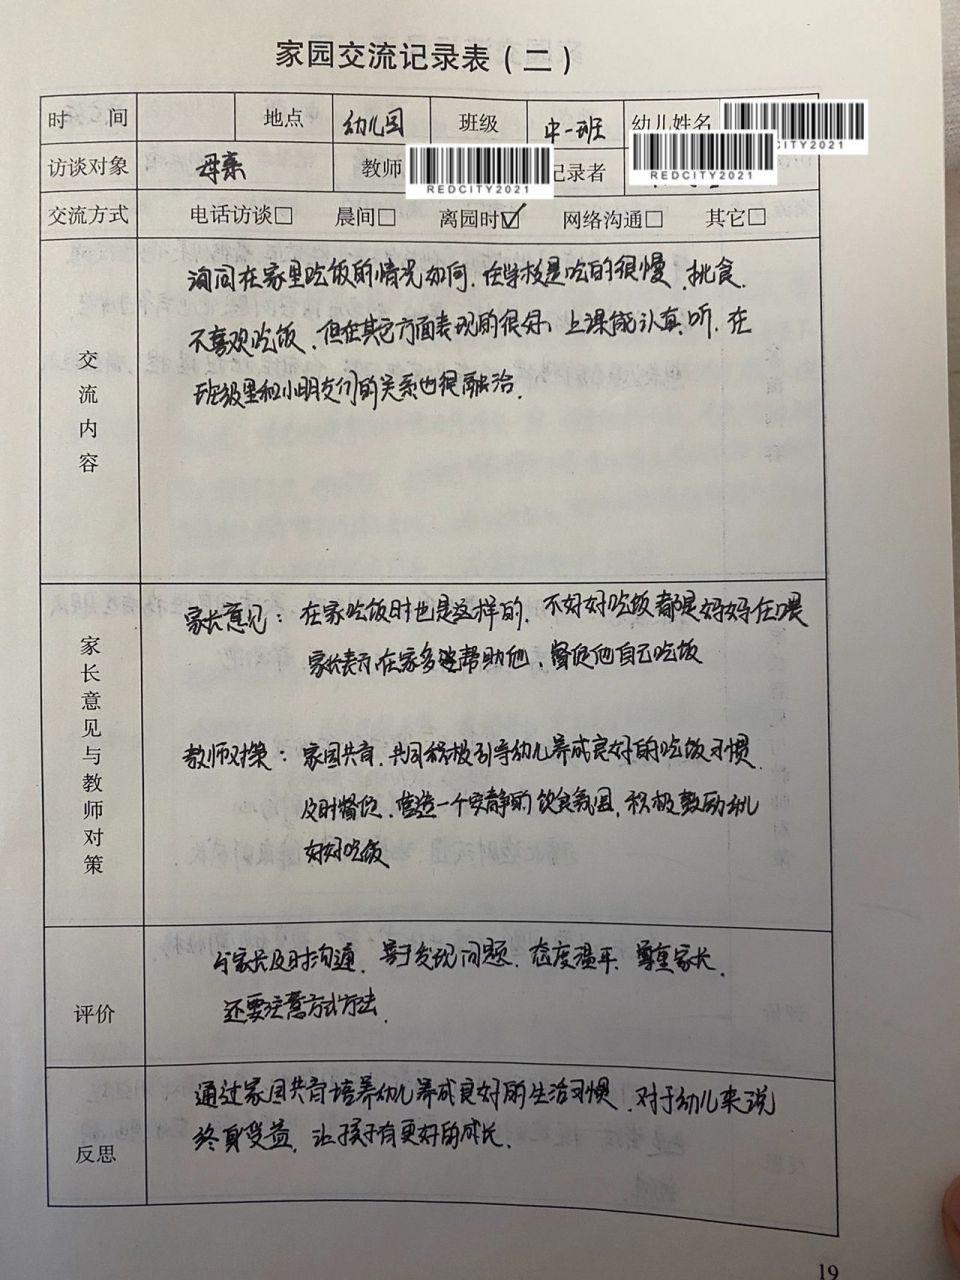 家园交流记录表（二）
时 间 地点 幼儿园 班级 中一班 幼儿姓名
访谈对象 母亲 教师 记录者
REDCITY2021
REDCITY2021
CITY2021
交流方式 电话访谈□ 晨间□ 离园时☑ 网络沟通□ 其它□
交流内容
询问在家里吃饭的情况如何，在学校是吃的很慢，挑食，
不喜欢吃饭，但在其它方面表现的很好，上课能认真听，在
班级里和小朋友们的关系也很融洽。
家长意见与教师对策
家长意见：在家吃饭时也是这样的，不好好吃饭都是妈妈在喂
家长表示在家多帮助他，督促他自己吃饭
教师对策：家园共育，共同积极引导幼儿养成良好的吃饭习惯，
及时督促，营造一个安静的饮食氛围，积极鼓励幼儿
好好吃饭
评价
与家长及时沟通，善于发现问题，态度温平，尊重家长，
还要注意方式方法。
反思
通过家园共育培养幼儿养成良好的生活习惯，对于幼儿来说
终身受益，让孩子有更好的成长。
19